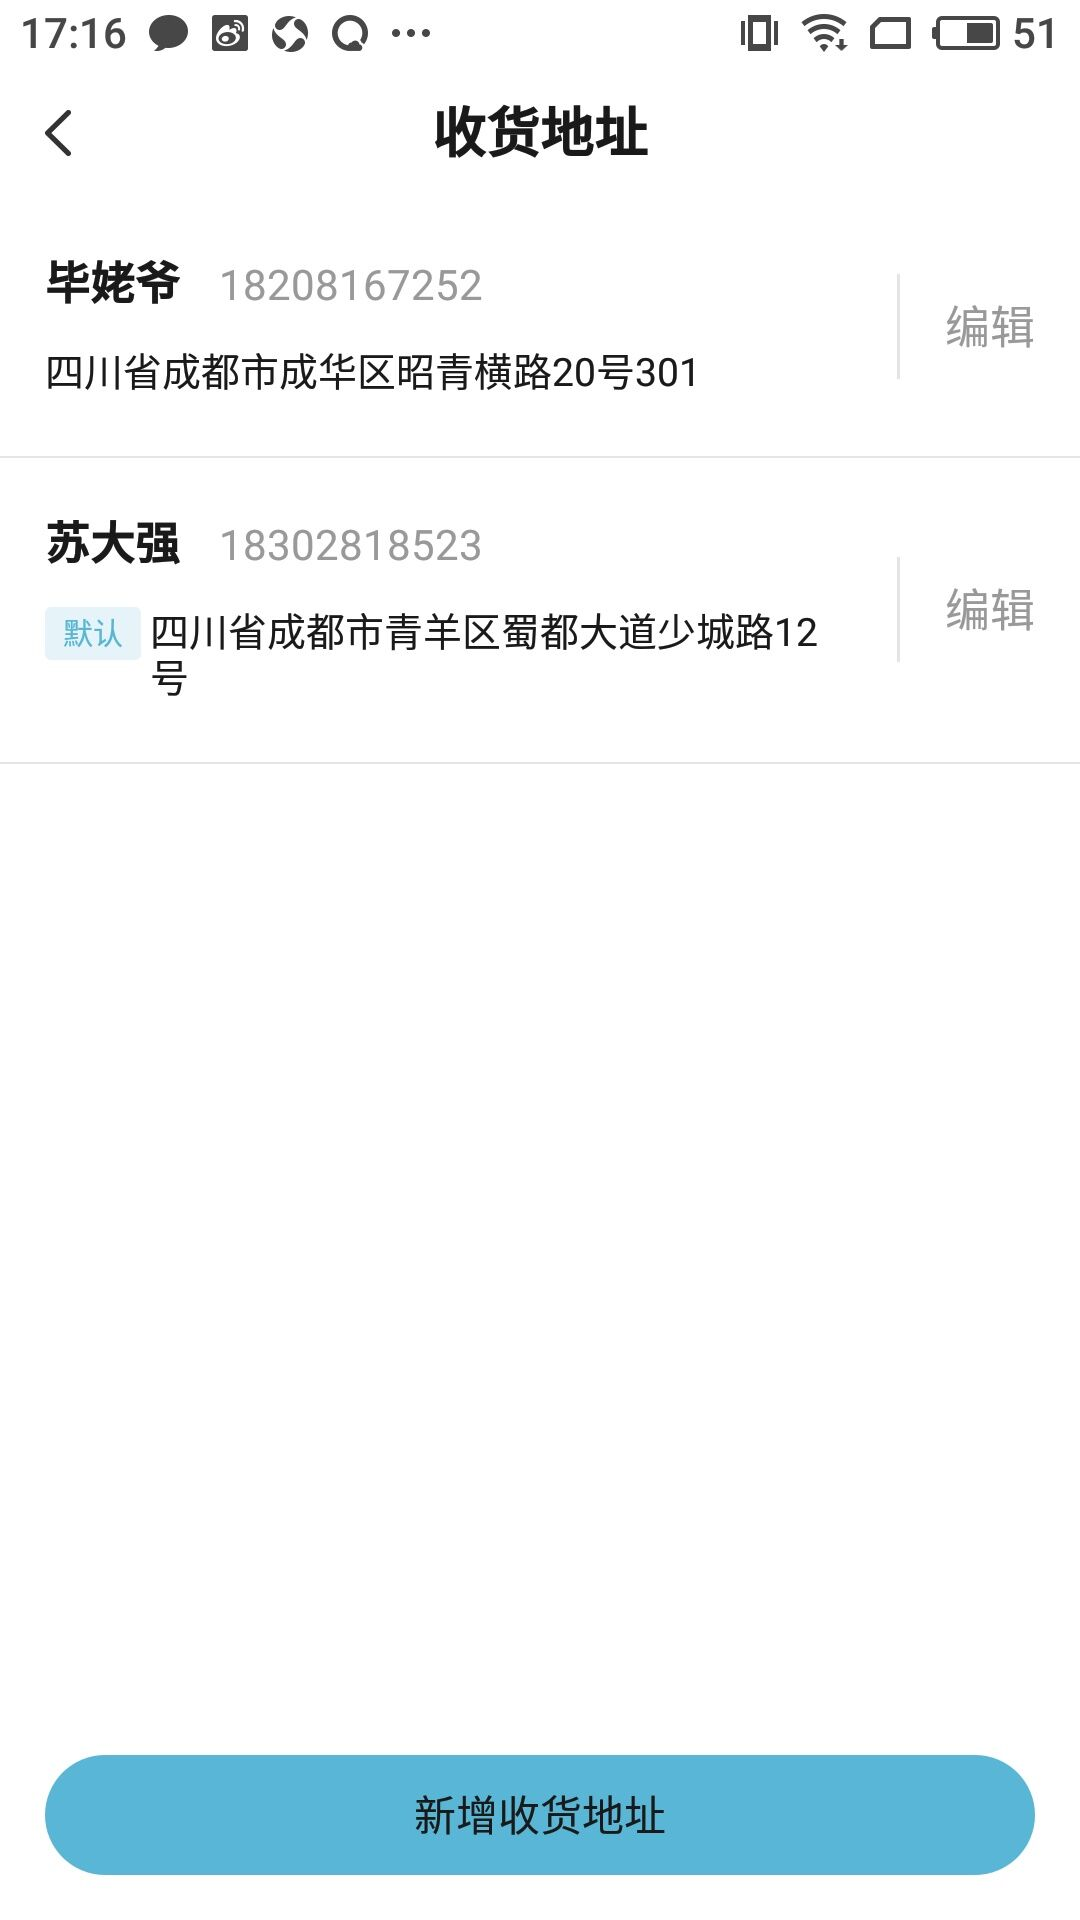 17:16 51
收货地址
毕姥爷 18208167252
四川省成都市成华区昭青横路20号301
编辑
苏大强 18302818523
默认 四川省成都市青羊区蜀都大道少城路12
号
编辑
新增收货地址